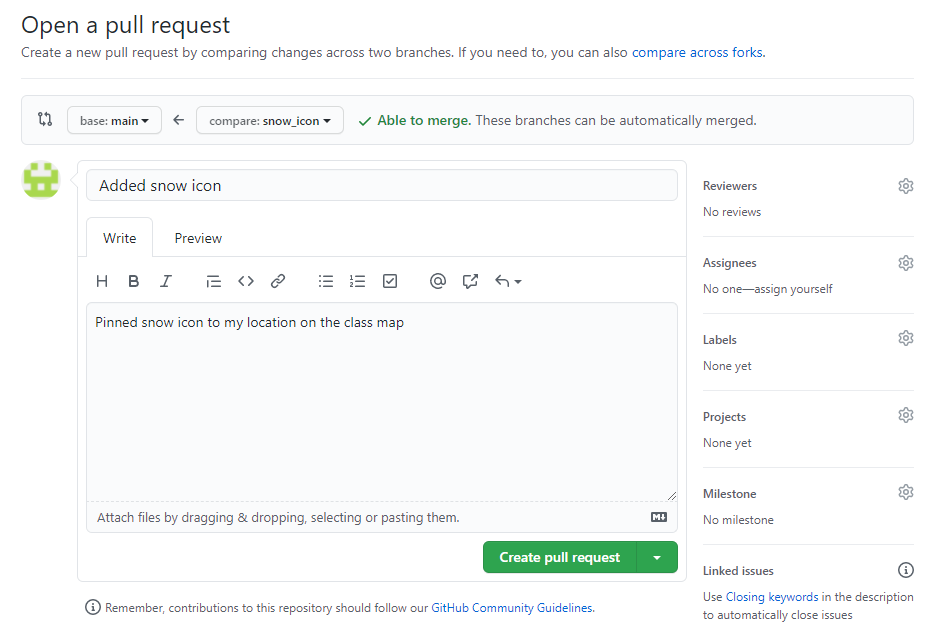 Open a pull request
Create a new pull request by comparing changes across two branches. If you need to, you can also compare across forks.
base: main
compare: snow_icon
Able to merge. These branches can be automatically merged.
Added snow icon
Write
Preview
Pinned snow icon to my location on the class map
Attach files by dragging & dropping, selecting or pasting them.
Create pull request
Remember, contributions to this repository should follow our GitHub Community Guidelines.
Reviewers
No reviews
Assignees
No one—assign yourself
Labels
None yet
Projects
None yet
Milestone
No milestone
Linked issues
Use Closing keywords in the description
to automatically close issues